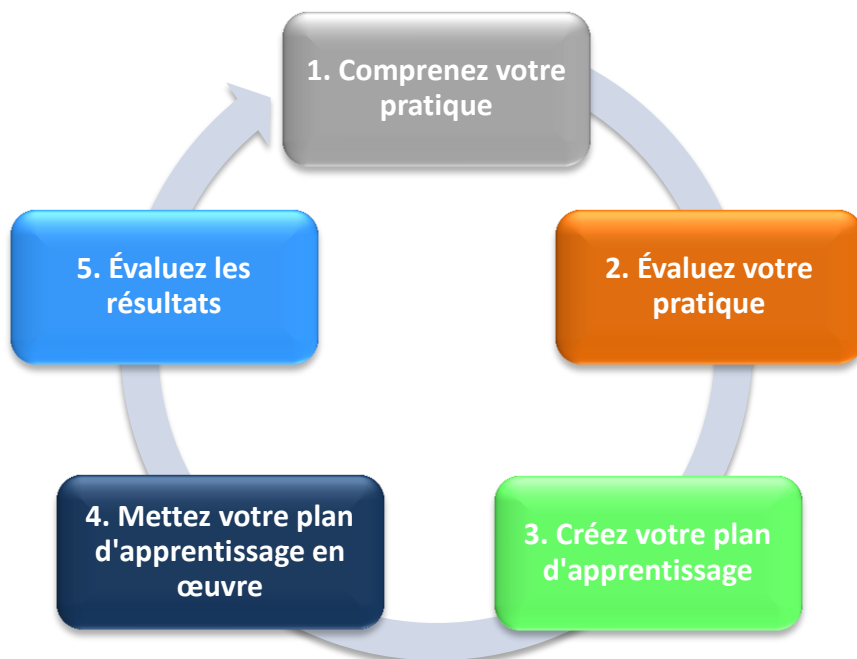 1. Comprenez votre
pratique
2. Évaluez votre
pratique
3. Créez votre plan
d'apprentissage
4. Mettez votre plan
d'apprentissage en
œuvre
5. Évaluez les
résultats